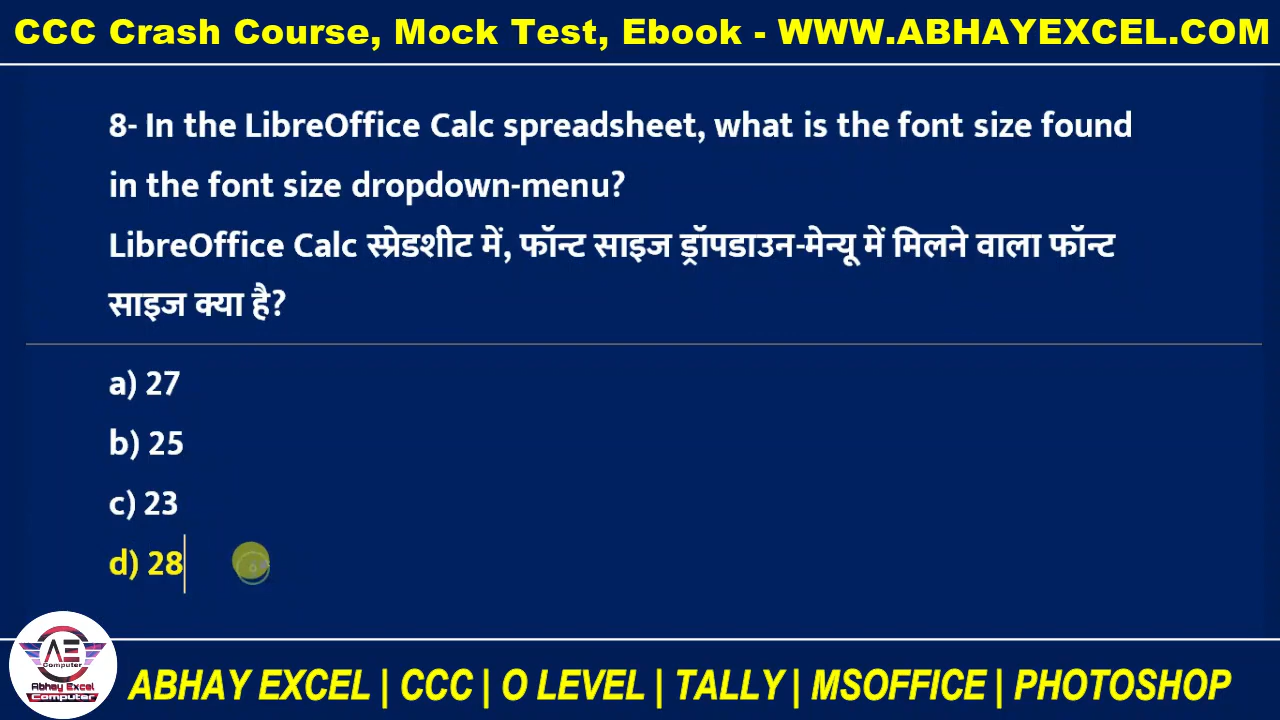 CCC Crash Course, Mock Test, Ebook - WWW.ABHAYEXCEL.COM
8- In the LibreOffice Calc spreadsheet, what is the font size found
in the font size dropdown-menu?
LibreOffice Calc स्प्रेडशीट में, फॉन्ट साइज ड्रॉपडाउन-मेन्यू में मिलने वाला फॉन्ट
साइज क्या है?
a) 27
b) 25
c) 23
d) 28
AE
Computer
Abhay Excel
Computer
ABHAY EXCEL | CCC | O LEVEL | TALLY | MSOFFICE | PHOTOSHOP